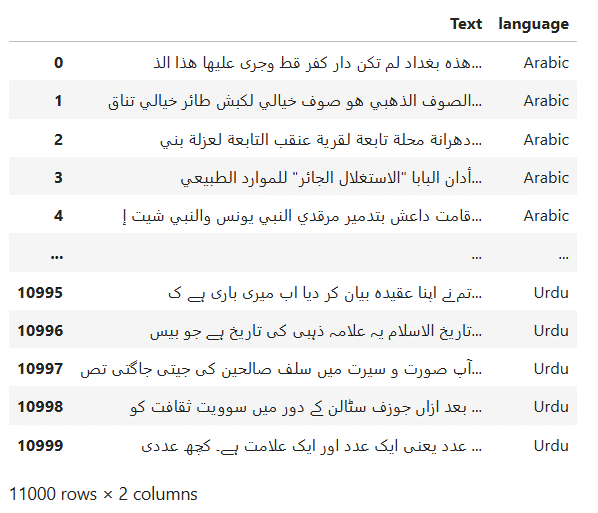 Text language
0 هذه بغداد لم تكن دار كفر قط وجرى عليها هذا الذ... Arabic
1 الصوف الذهبي هو صوف خيالي لكبش طائر خيالي تناق... Arabic
2 دهرانة محلة تابعة لقرية عنقب التابعة لعزلة بني... Arabic
3 أدان البابا "الاستغلال الجائر" للموارد الطبيعي... Arabic
4 قامت داعش بتدمير مرقدي النبي يونس والنبي شيت إ... Arabic
... ... ...
10995 تم نے اپنا عقیدہ بیان کر دیا اب میری باری ہے ک... Urdu
10996 تاریخ الاسلام یہ علامہ ذہبی کی تاریخ ہے جو بیس... Urdu
10997 آپ صورت و سیرت میں سلف صالحین کی جیتی جاگتی تص... Urdu
10998 بعد ازاں جوزف سٹالن کے دور میں سوویت ثقافت کو ... Urdu
10999 عدد یعنی ایک عدد اور ایک علامت ہے۔ کچھ عددی ... Urdu
11000 rows × 2 columns